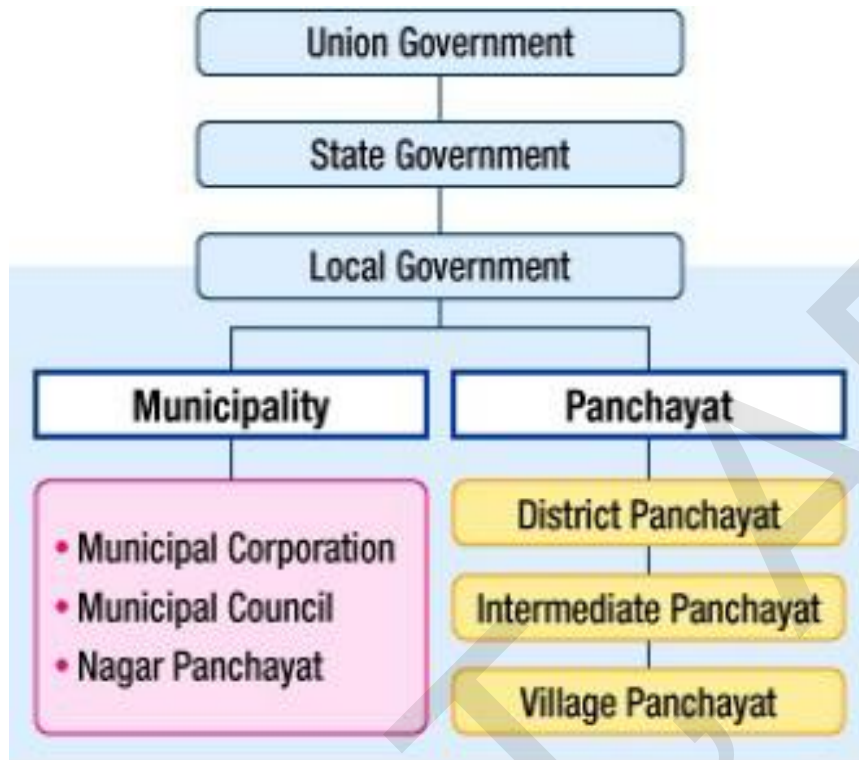 Union Government
State Government
Local Government
Municipality
Panchayat
• Municipal Corporation
• Municipal Council
• Nagar Panchayat
District Panchayat
Intermediate Panchayat
Village Panchayat